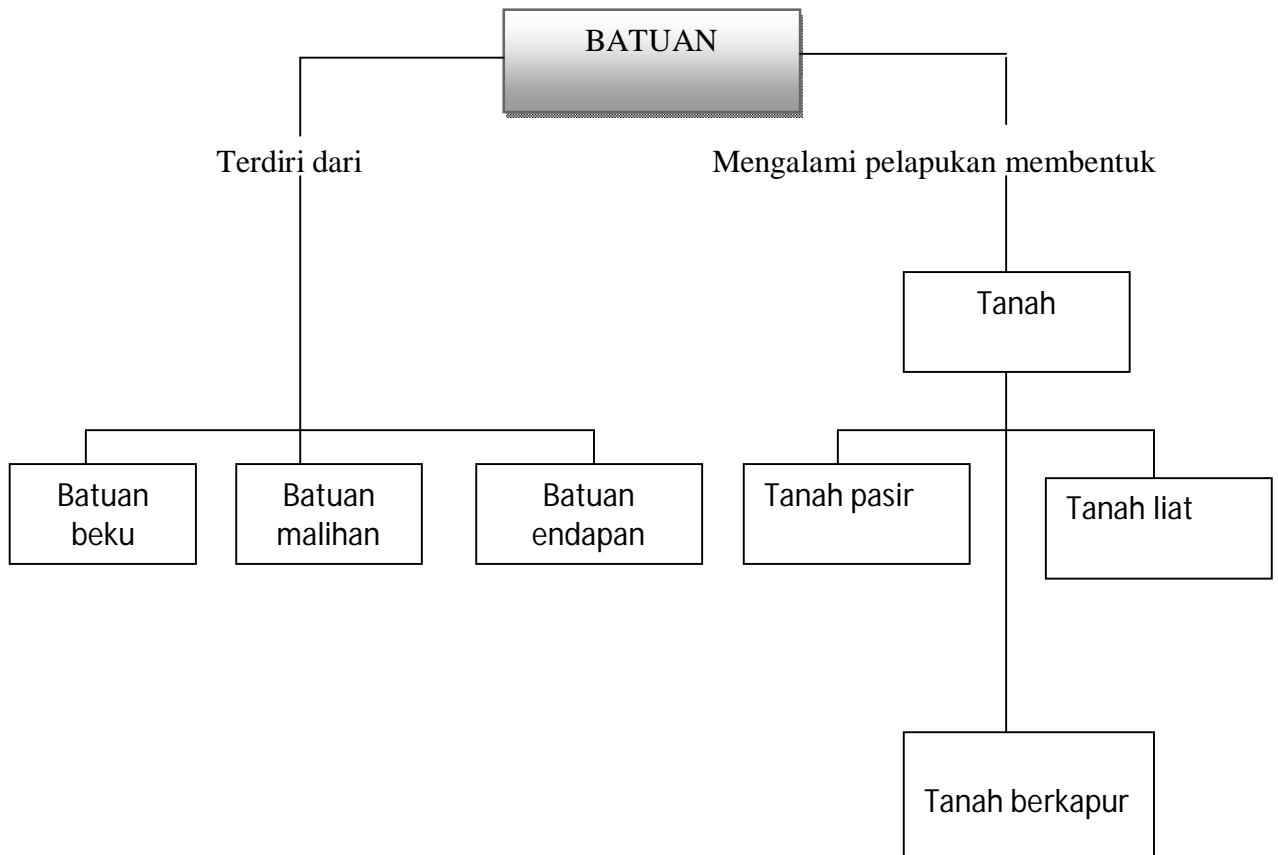 BATUAN
Terdiri dari
Mengalami pelapukan membentuk
Tanah
Batuan
beku
Batuan
malihan
Batuan
endapan
Tanah pasir
Tanah liat
Tanah berkapur